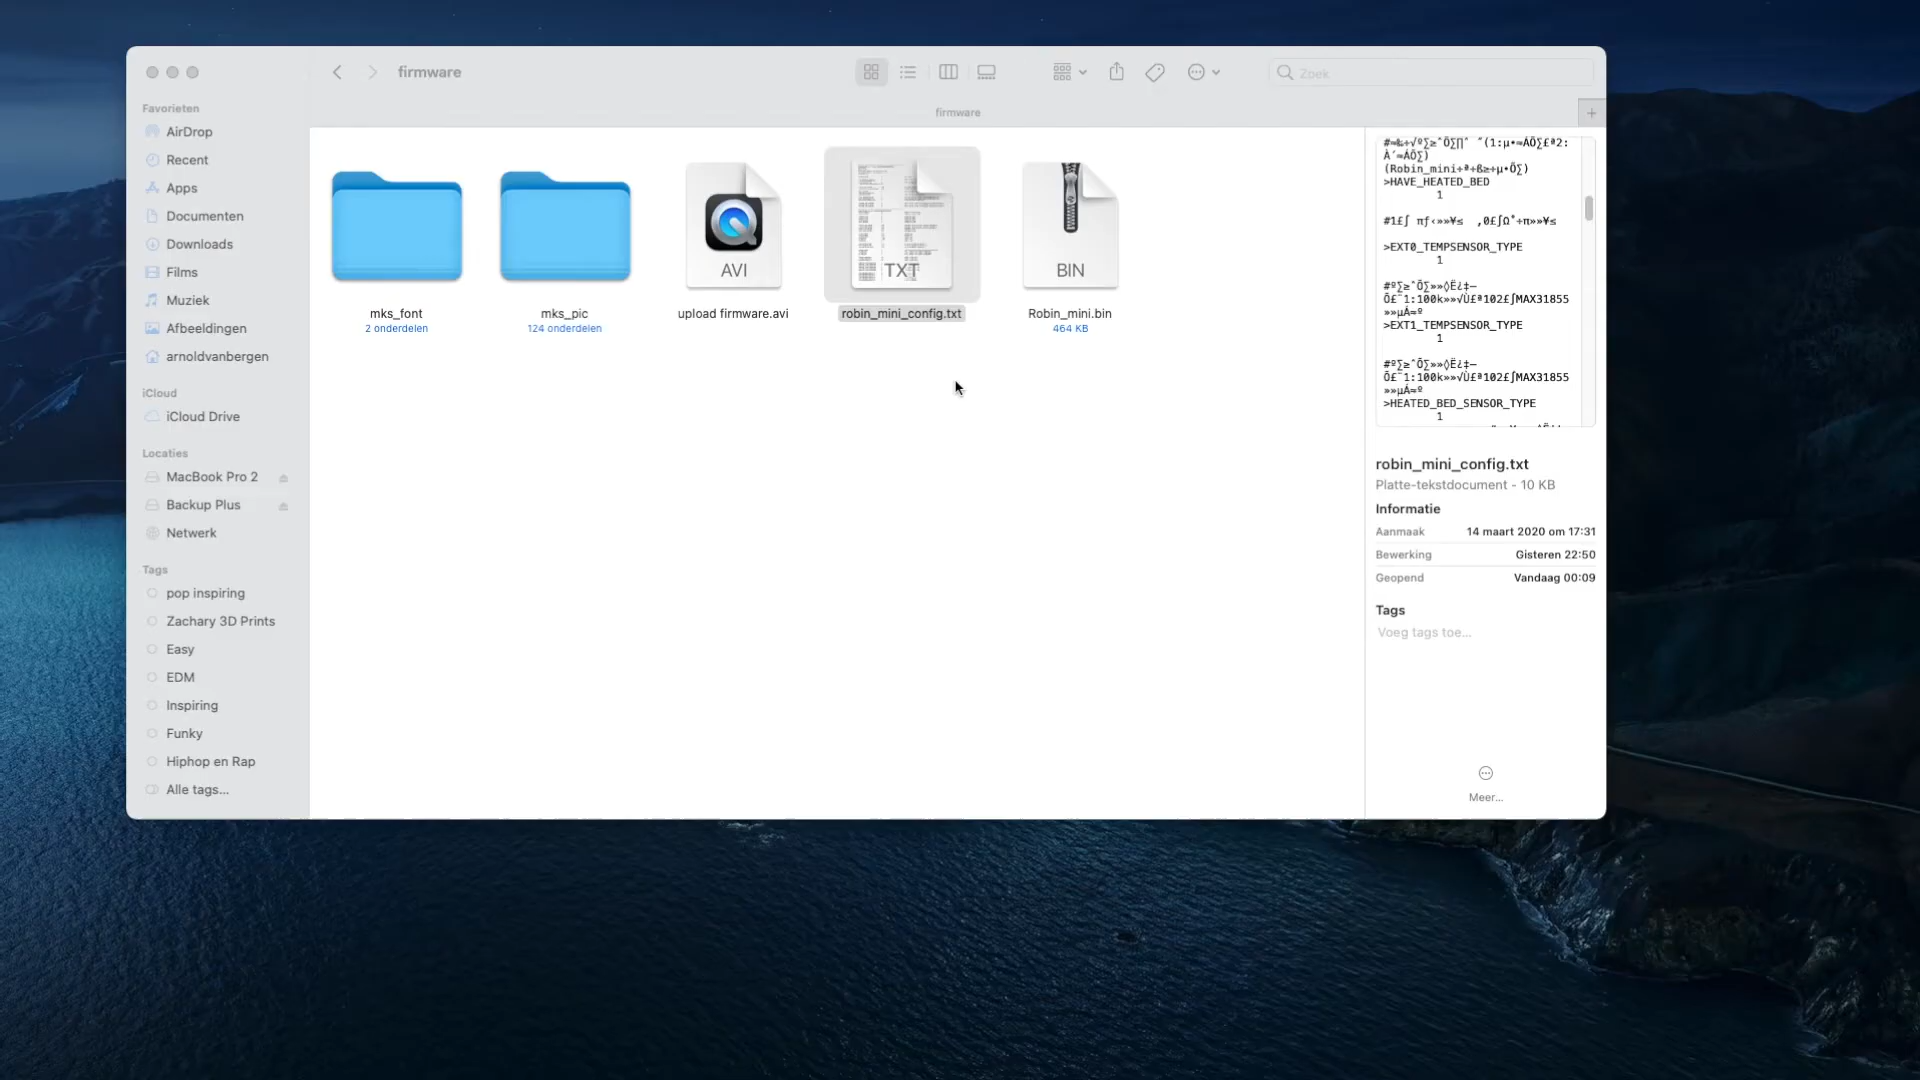 firmware
Zoek
firmware
Favorieten
AirDrop
Recent
Apps
Documenten
Downloads
Films
Muziek
Afbeeldingen
arnoldvanbergen
iCloud
iCloud Drive
Locaties
MacBook Pro 2
Backup Plus
Netwerk
Tags
pop inspiring
Zachary 3D Prints
Easy
EDM
Inspiring
Funky
Hiphop en Rap
Alle tags...
mks_font
2 onderdelen
mks_pic
124 onderdelen
AVI
upload firmware.avi
TXT
robin_mini_config.txt
BIN
Robin_mini.bin
464 KB
>HAVE_HEATED_BED
1
>EXT0_TEMPSENSOR_TYPE
1
>EXT1_TEMPSENSOR_TYPE
1
>HEATED_BED_SENSOR_TYPE
1
robin_mini_config.txt
Platte-tekstdocument - 10 KB
Informatie
Aanmaak 14 maart 2020 om 17:31
Bewerking Gisteren 22:50
Geopend Vandaag 00:09
Tags
Voeg tags toe...
Meer...